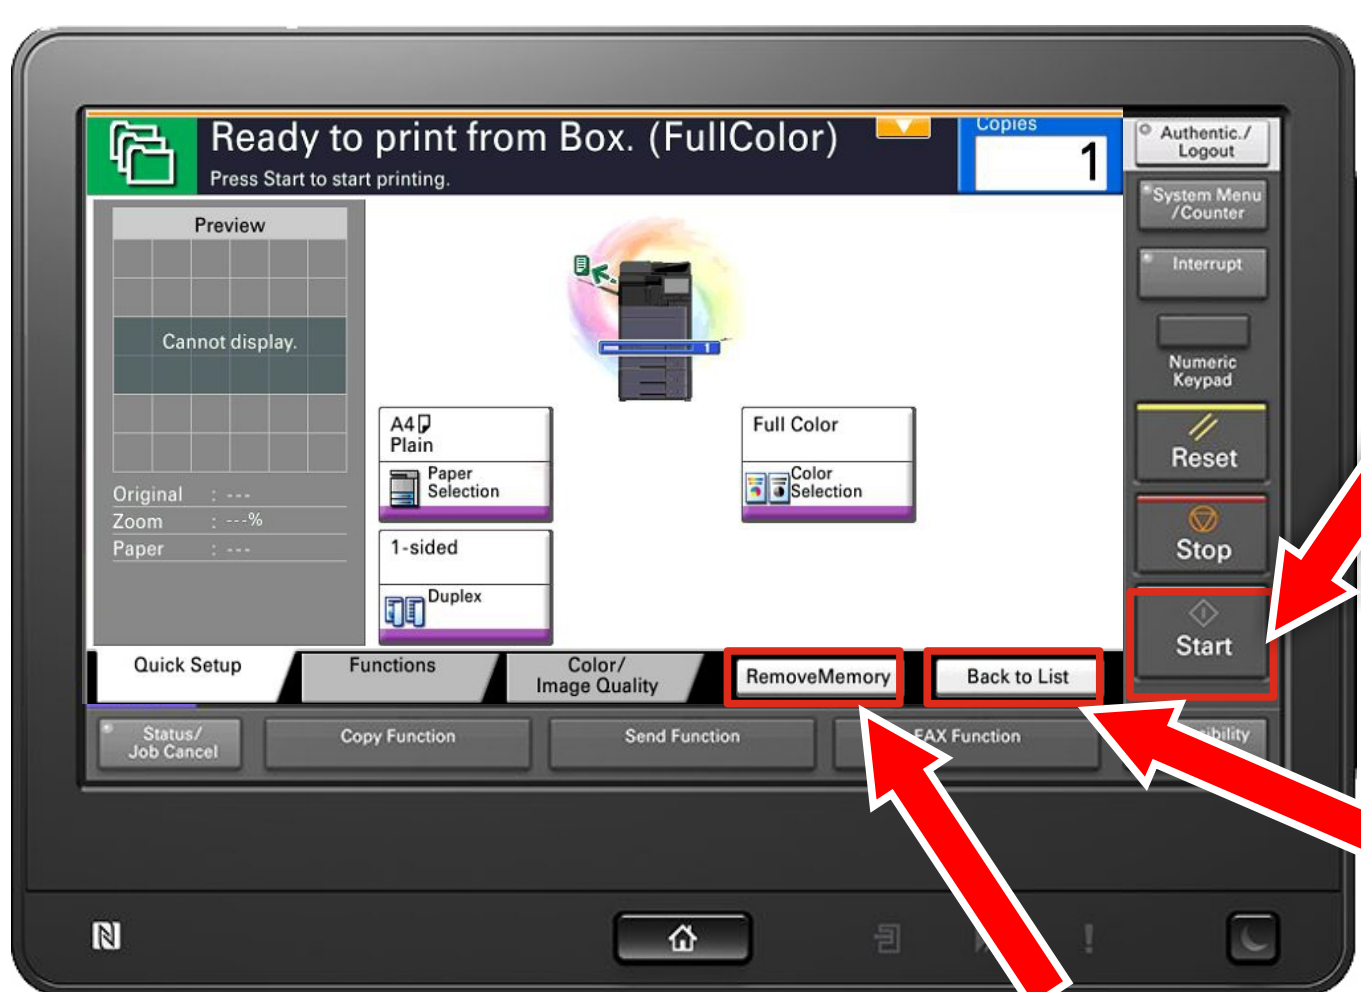 Ready to print from Box. (FullColor)
Press Start to start printing.
Copies
1
Authentic./
Logout
System Menu
/Counter
Interrupt
Numeric
Keypad
Reset
Stop
Start
Preview
Cannot display.
Original : ---
Zoom : ---%
Paper : ---
1
A4
Plain
Paper
Selection
Full Color
Color
Selection
1-sided
Duplex
Quick Setup
Functions
Color/
Image Quality
RemoveMemory
Back to List
Status/
Job Cancel
Copy Function
Send Function
FAX Function